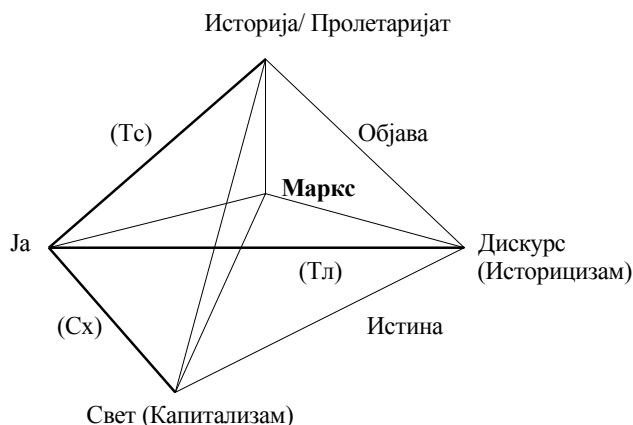 Историја/ Пролетаријат
(Тс)
Објава
Маркс
Ја
Дискурс
(Историцизам)
(Тл)
(Сх)
Истина
Свет (Капитализам)